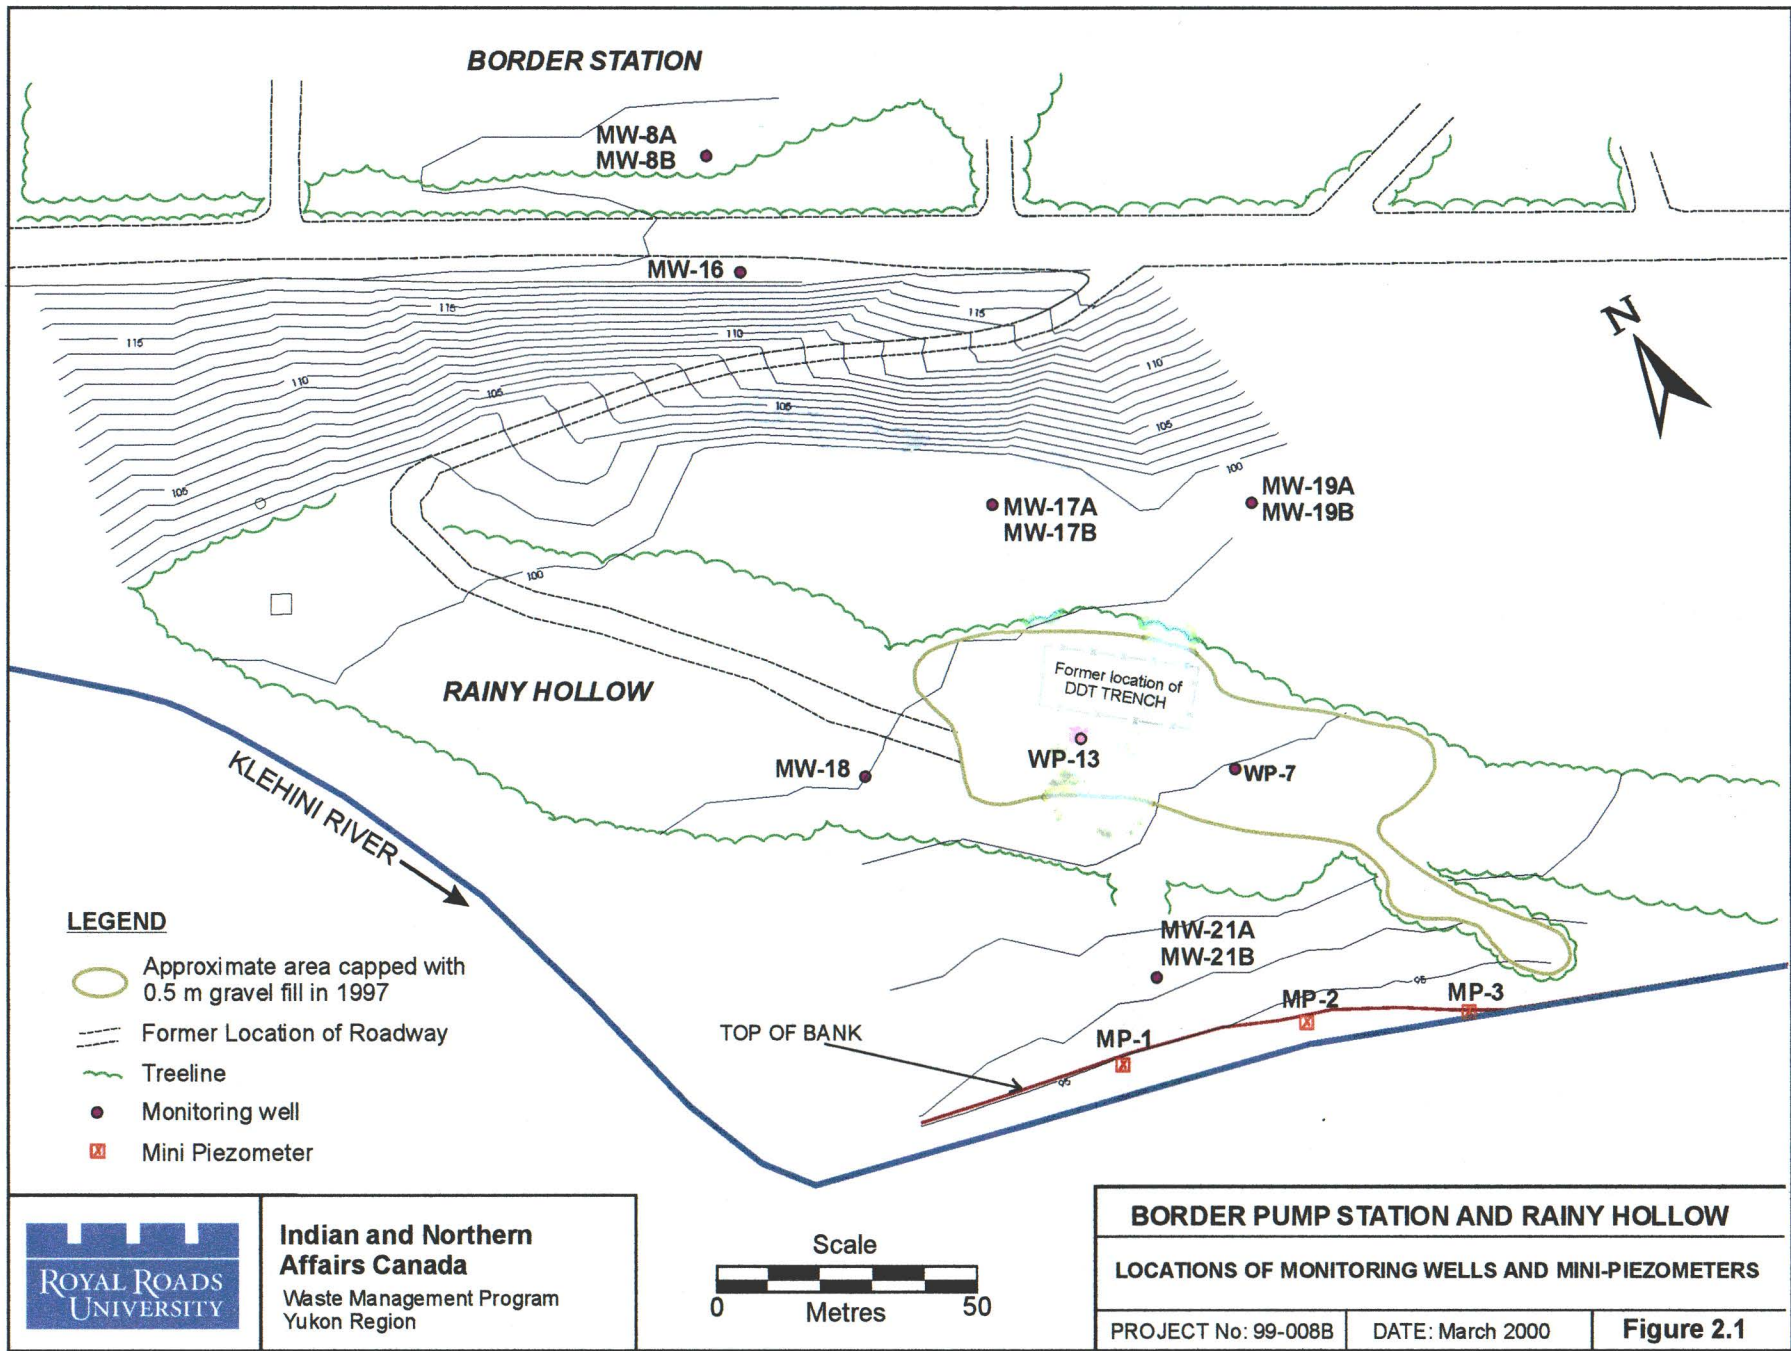 BORDER STATION
MW-8A
MW-8B
MW-16
N
115
115
115
110
110
110
105
105
105
105
100
MW-17A
MW-17B
MW-19A
MW-19B
100
Former location of
DDT TRENCH
RAINY HOLLOW
WP-13
MW-18
WP-7
KLEHINI RIVER
MW-21A
MW-21B
95
MP-2
MP-3
MP-1
TOP OF BANK
95
LEGEND
Approximate area capped with
0.5 m gravel fill in 1997
Former Location of Roadway
Treeline
Monitoring well
Mini Piezometer
ROYAL ROADS
UNIVERSITY
Indian and Northern
Affairs Canada
Waste Management Program
Yukon Region
Scale
0 50
Metres
BORDER PUMP STATION AND RAINY HOLLOW
LOCATIONS OF MONITORING WELLS AND MINI-PIEZOMETERS
PROJECT No: 99-008B DATE: March 2000 Figure 2.1